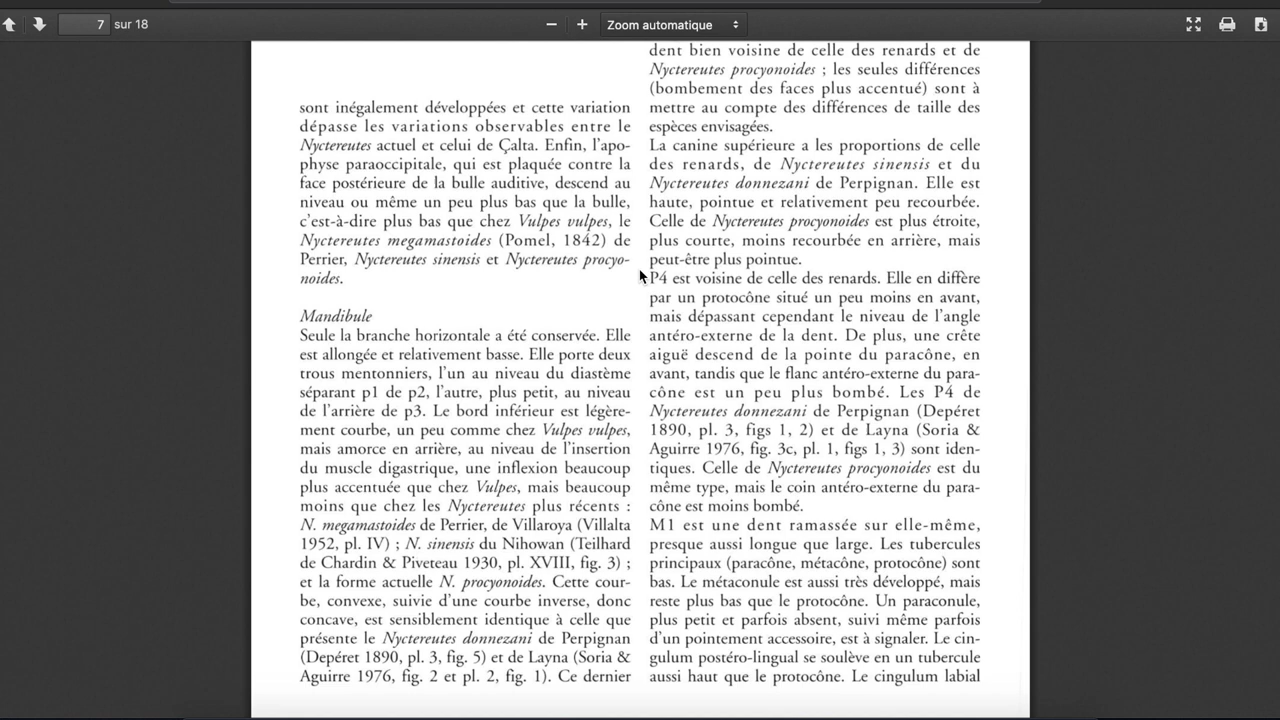 7 sur 18
Zoom automatique
sont inégalement développées et cette variation
dépasse les variations observables entre le
Nyctereutes actuel et celui de Çalta. Enfin, l'apo-
physe paraoccipitale, qui est plaquée contre la
face postérieure de la bulle auditive, descend au
niveau ou même un peu plus bas que la bulle,
c'est-à-dire plus bas que chez Vulpes vulpes, le
Nyctereutes megamastoides (Pomel, 1842) de
Perrier, Nyctereutes sinensis et Nyctereutes procyo-
noides.
Mandibule
Seule la branche horizontale a été conservée. Elle
est allongée et relativement basse. Elle porte deux
trous mentonniers, l'un au niveau du diastème
séparant p1 de p2, l'autre, plus petit, au niveau
de l'arrière de p3. Le bord inférieur est légère-
ment courbe, un peu comme chez Vulpes vulpes,
mais amorce en arrière, au niveau de l'insertion
du muscle digastrique, une inflexion beaucoup
plus accentuée que chez Vulpes, mais beaucoup
moins que chez les Nyctereutes plus récents :
N. megamastoides de Perrier, de Villaroya (Villalta
1952, pl. IV) ; N. sinensis du Nihowan (Teilhard
de Chardin & Piveteau 1930, pl. XVIII, fig. 3) ;
et la forme actuelle N. procyonoides. Cette cour-
be, convexe, suivie d'une courbe inverse, donc
concave, est sensiblement identique à celle que
présente le Nyctereutes donnezani de Perpignan
(Depéret 1890, pl. 3, fig. 5) et de Layna (Soria &
Aguirre 1976, fig. 2 et pl. 2, fig. 1). Ce dernier
dent bien voisine de celle des renards et de
Nyctereutes procyonoides ; les seules différences
(bombement des faces plus accentué) sont à
mettre au compte des différences de taille des
espèces envisagées.
La canine supérieure a les proportions de celle
des renards, de Nyctereutes sinensis et du
Nyctereutes donnezani de Perpignan. Elle est
haute, pointue et relativement peu recourbée.
Celle de Nyctereutes procyonoides est plus étroite,
plus courte, moins recourbée en arrière, mais
peut-être plus pointue.
P4 est voisine de celle des renards. Elle en diffère
par un protocône situé un peu moins en avant,
mais dépassant cependant le niveau de l'angle
antéro-externe de la dent. De plus, une crête
aiguë descend de la pointe du paracône, en
avant, tandis que le flanc antéro-externe du para-
cône est un peu plus bombé. Les P4 de
Nyctereutes donnezani de Perpignan (Depéret
1890, pl. 3, figs 1, 2) et de Layna (Soria &
Aguirre 1976, fig. 3c, pl. 1, figs 1, 3) sont iden-
tiques. Celle de Nyctereutes procyonoides est du
même type, mais le coin antéro-externe du para-
cône est moins bombé.
M1 est une dent ramassée sur elle-même,
presque aussi longue que large. Les tubercules
principaux (paracône, métacône, protocône) sont
bas. Le métaconule est aussi très développé, mais
reste plus bas que le protocône. Un paraconule,
plus petit et parfois absent, suivi même parfois
d'un pointement accessoire, est à signaler. Le cin-
gulum postéro-lingual se soulève en un tubercule
aussi haut que le protocône. Le cingulum labial